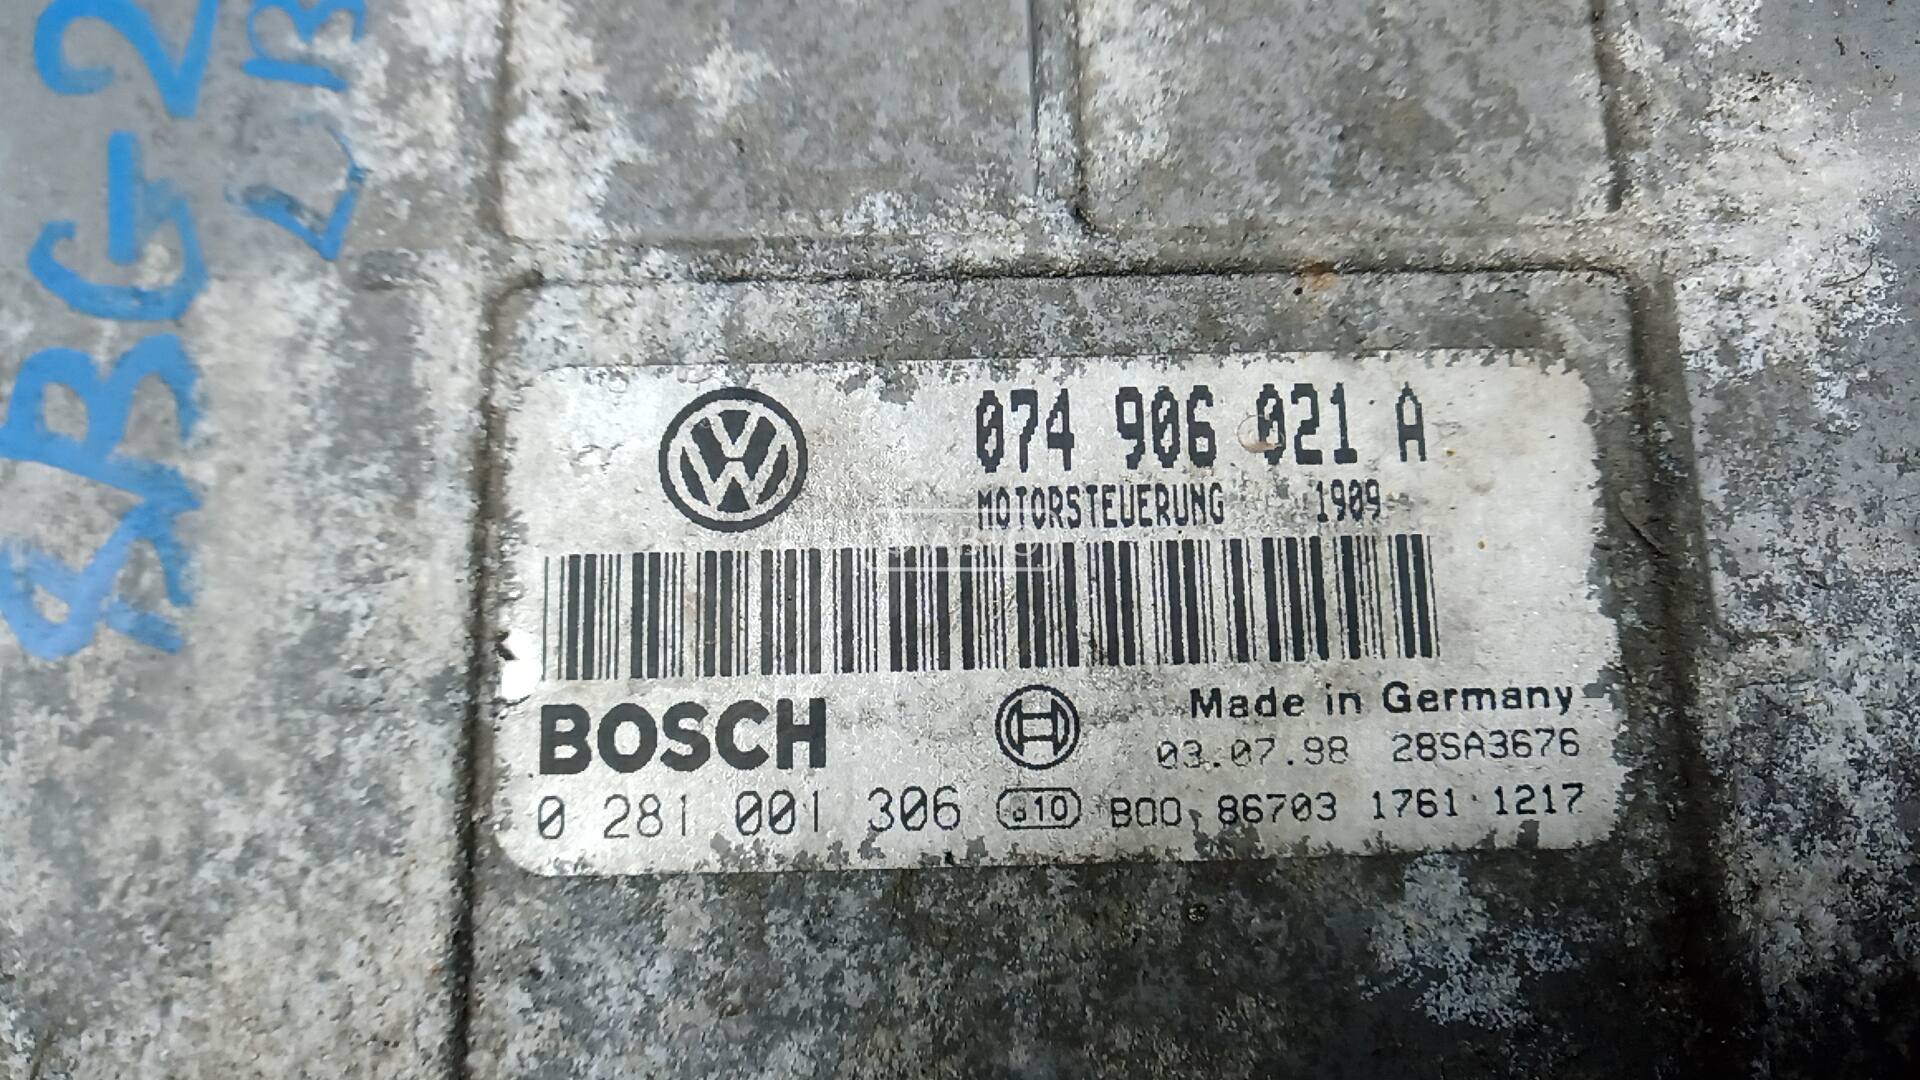 074 906 021 A
MOTORSTEUERUNG 1909
BOSCH
Made in Germany
03.07.98 28SA3676
0 281 001 306 B00 86703 1761 1217